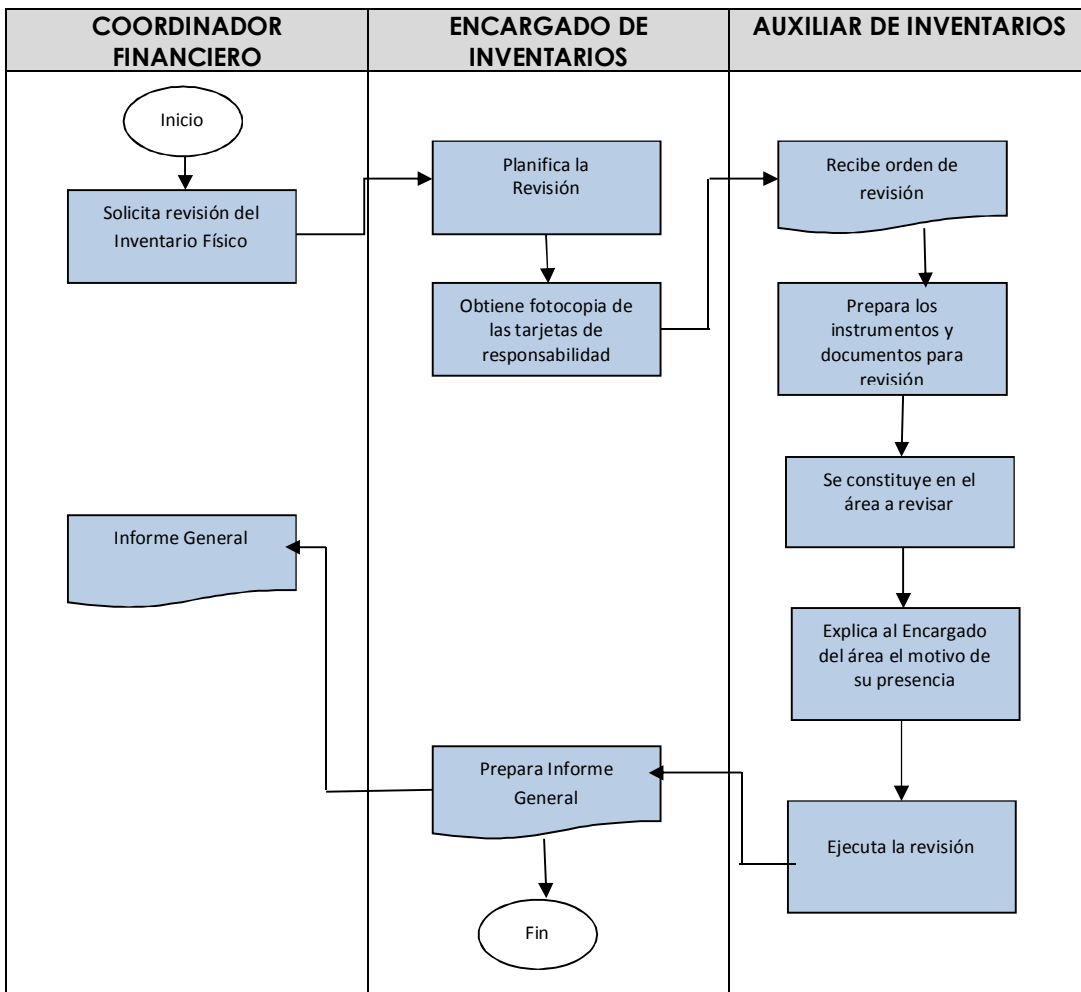 COORDINADOR
FINANCIERO
ENCARGADO DE
INVENTARIOS
AUXILIAR DE INVENTARIOS
Inicio
Solicita revisión del
Inventario Físico
Planifica la
Revisión
Obtiene fotocopia de
las tarjetas de
responsabilidad
Recibe orden de
revisión
Prepara los
instrumentos y
documentos para
revisión
Se constituye en el
área a revisar
Explica al Encargado
del área el motivo de
su presencia
Ejecuta la revisión
Prepara Informe
General
Informe General
Fin